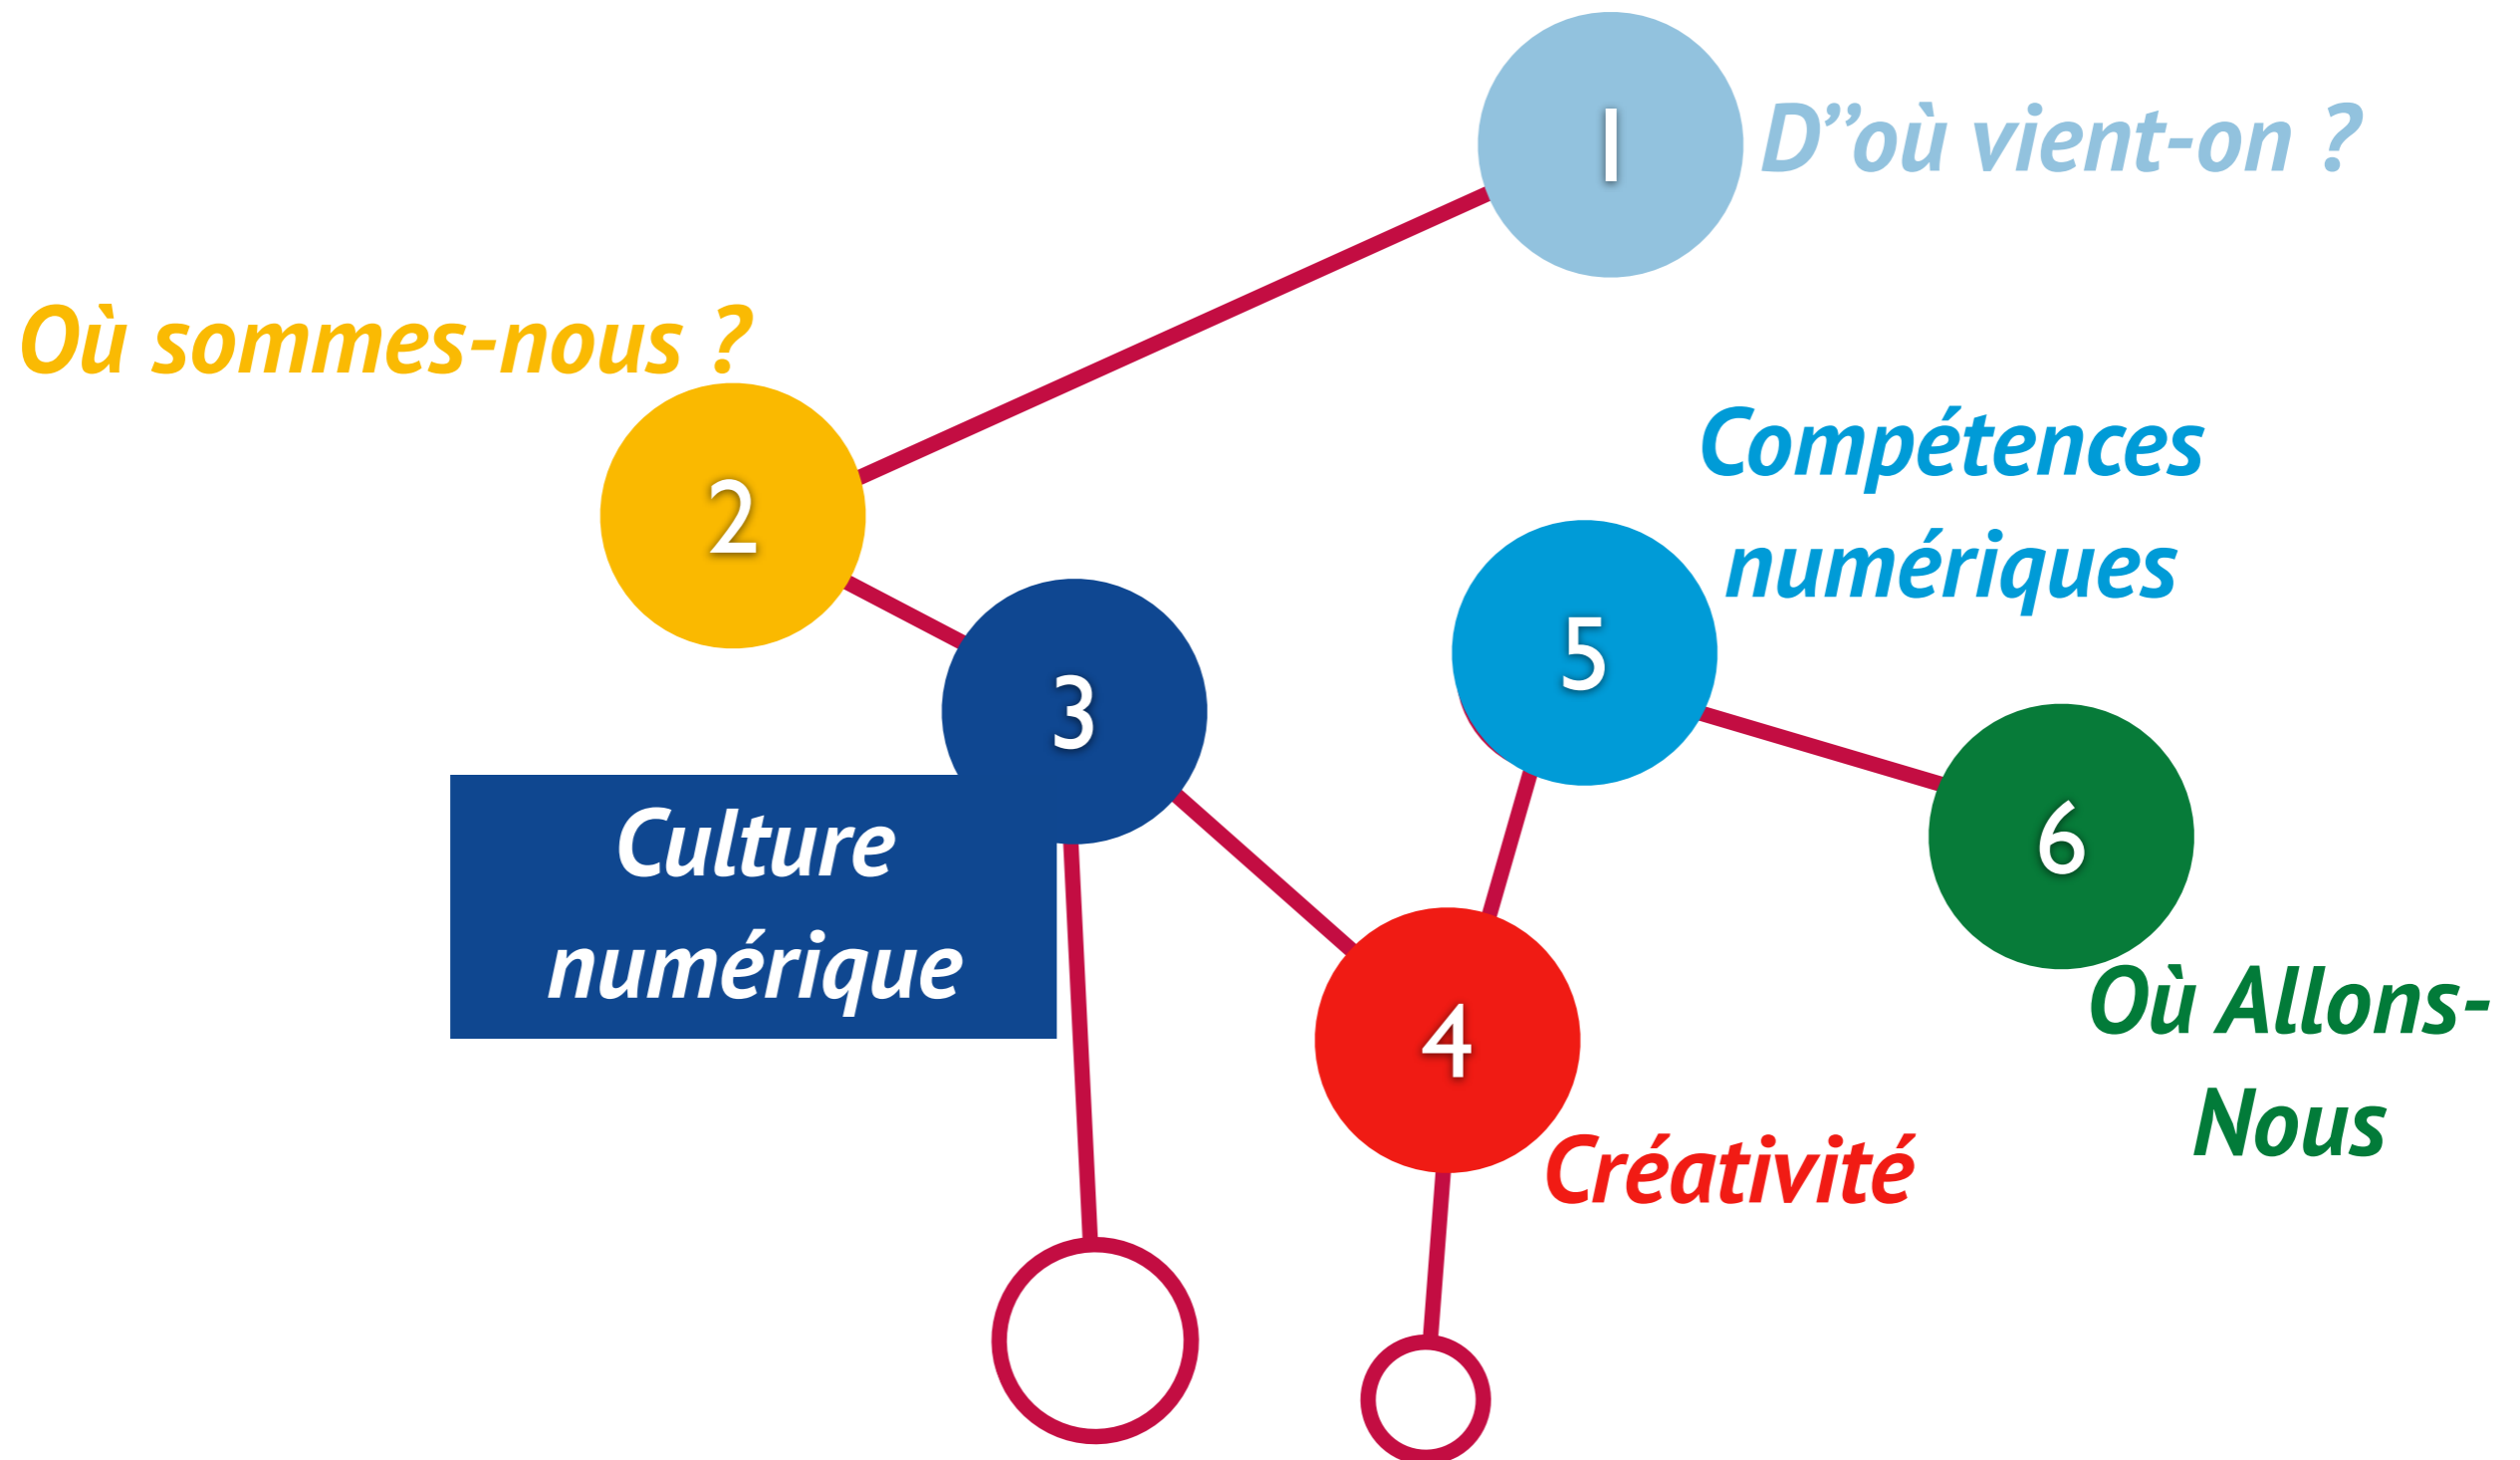 1
D’’où vient-on ?
Où sommes-nous ?
2
3
Culture
numérique
4
Créativité
Compétences
numériques
5
6
Où Allons-
Nous